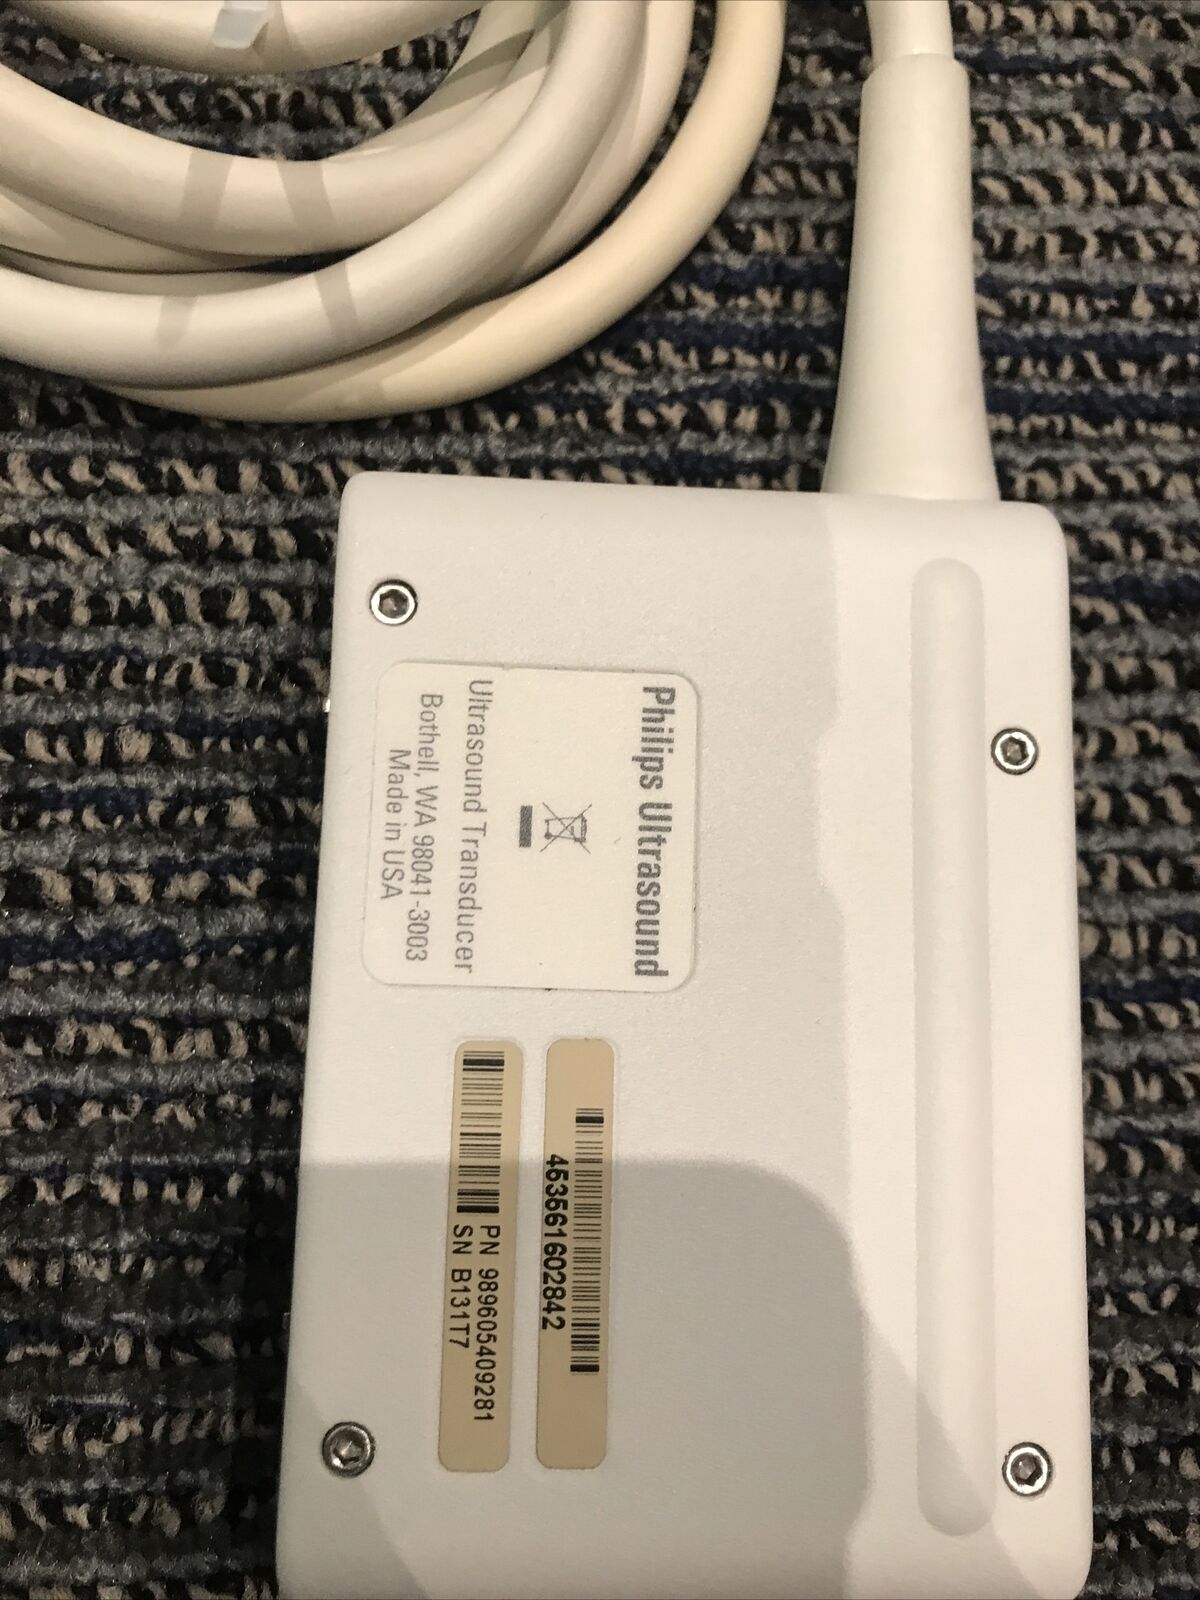 Philips Ultrasound
Ultrasound Transducer
Bothell, WA 98041-3003
Made in USA
453561602842
PN 989605409281
SN B131T7